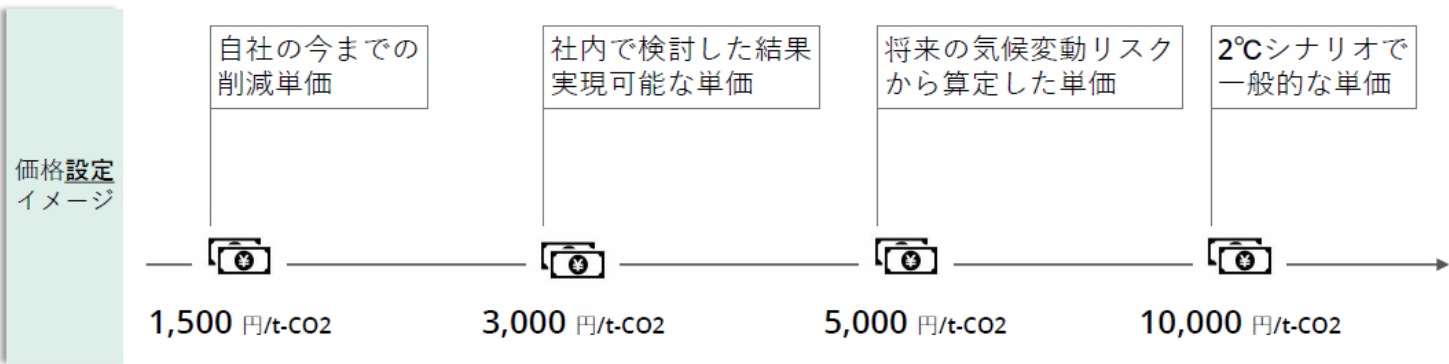 自社の今までの
削減単価
社内で検討した結果
実現可能な単価
将来の気候変動リスク
から算定した単価
2℃シナリオで
一般的な単価
価格設定
イメージ
¥
¥
¥
¥
1,500 円/t-CO2
3,000 円/t-CO2
5,000 円/t-CO2
10,000 円/t-CO2